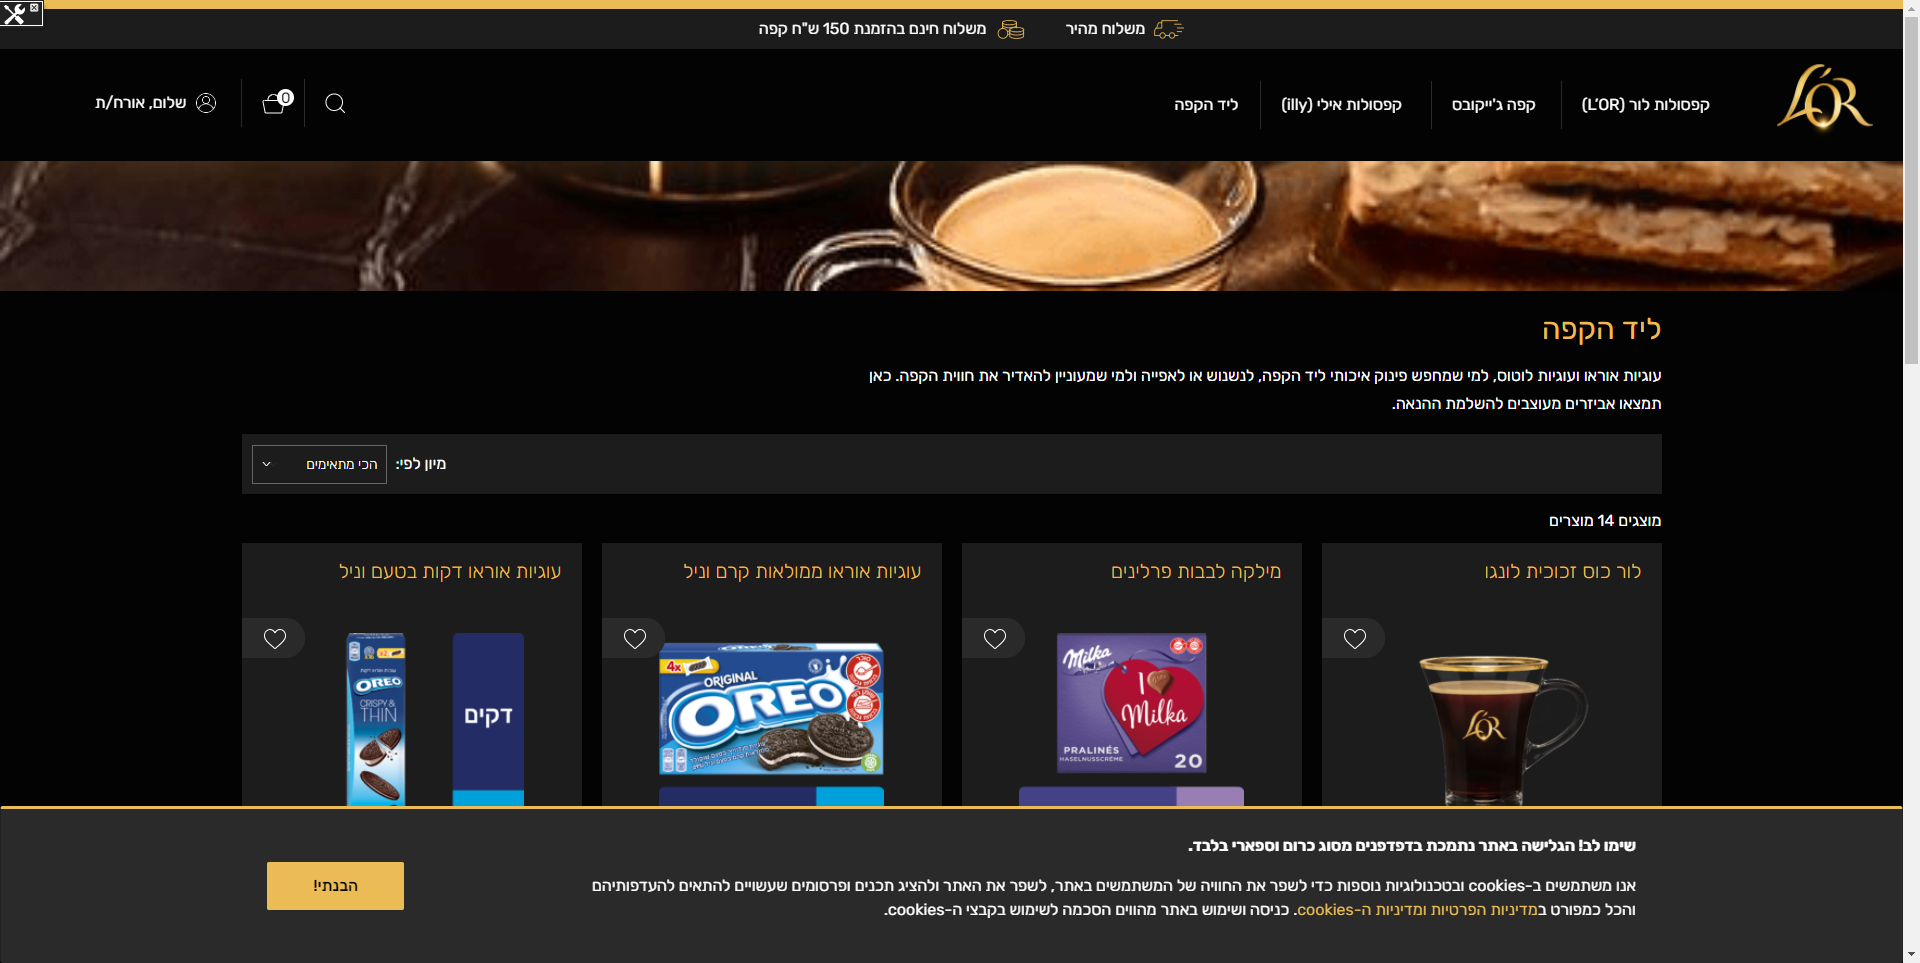 משלוח מהיר
משלוח חינם בהזמנת 150 ש"ח קפה
L'OR
קפסולות לור (L'OR)
קפה ג'ייקובס
קפסולות אילי (illy)
ליד הקפה
0
שלום, אורח/ת
ליד הקפה
עוגיות אוראו ועוגיות לוטוס, למי שמחפש פינוק איכותי ליד הקפה, לנשנוש או לאפייה ולמי שמעוניין להאדיר את חווית הקפה. כאן
תמצאו אביזרים מעוצבים להשלמת ההנאה.
מיון לפי:
הכי מתאימים
מוצגים 14 מוצרים
לור כוס זכוכית לונגו
L'OR
מילקה לבבות פרלינים
Milka
I
Milka
PRALINÉS
HASELNUSSCRÈME
20
עוגיות אוראו ממולאות קרם וניל
4x
ORIGINAL
OREO
עוגיות אוראו דקות בטעם וניל
OREO
CRISPY &
THIN
דקים
שימו לב! הגלישה באתר נתמכת בדפדפנים מסוג כרום וספארי בלבד.
אנו משתמשים ב-cookies ובטכנולוגיות נוספות כדי לשפר את החוויה של המשתמשים באתר, לשפר את האתר ולהציג תכנים ופרסומים שעשויים להתאים להעדפותיהם
והכל כמפורט במדיניות הפרטיות ומדיניות ה-cookies. כניסה ושימוש באתר מהווים הסכמה לשימוש בקבצי ה-cookies.
הבנתי!